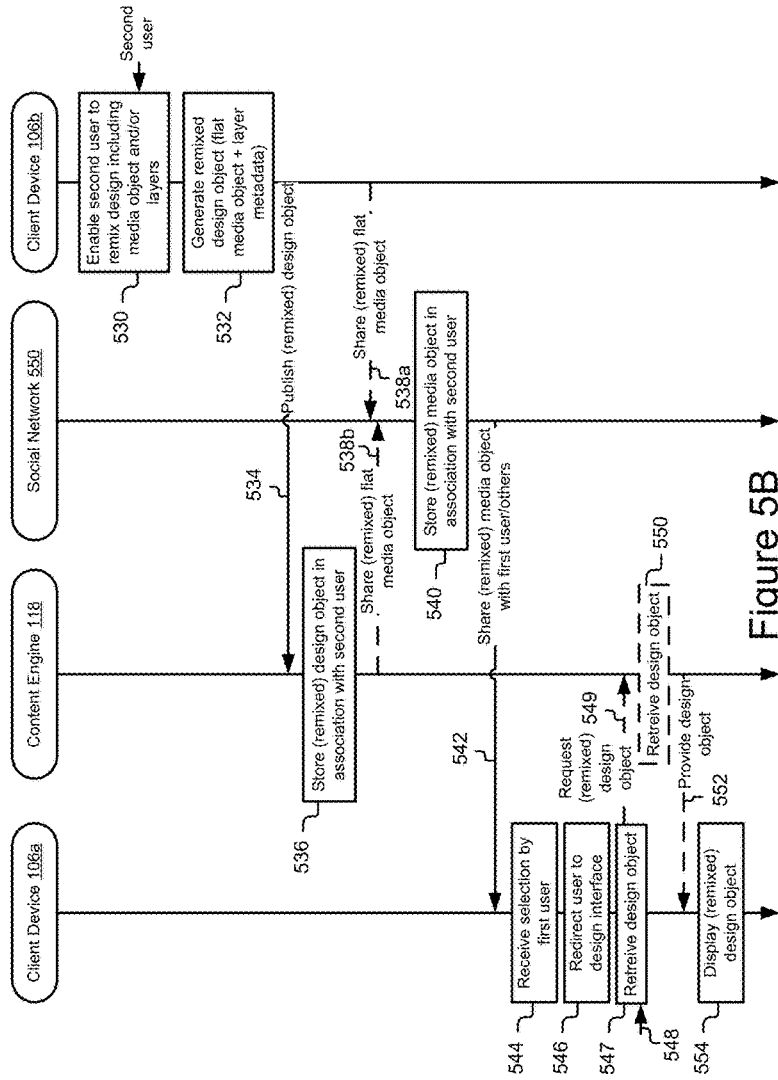 Client Device 106a
Content Engine 118
Social Network 550
Client Device 106b
Enable second user to
remix design including
media object and/or
layers
Second
user
530
Generate remixed
design object (flat
media object + layer
metadata)
532
Publish (remixed) design object
534
Store (remixed) design object in
association with second user
536
Share (remixed) flat
media object
538a
Share (remixed) flat
media object
538b
Store (remixed) media object in
association with second user
540
Share (remixed) media object
with first user/others
542
Receive selection by
first user
544
Redirect user to
design interface
546
Retreive design object
547
548
Request
(remixed)
design
object
549
Retreive design object
550
Provide design
object
552
Display (remixed)
design object
554
Figure 5B